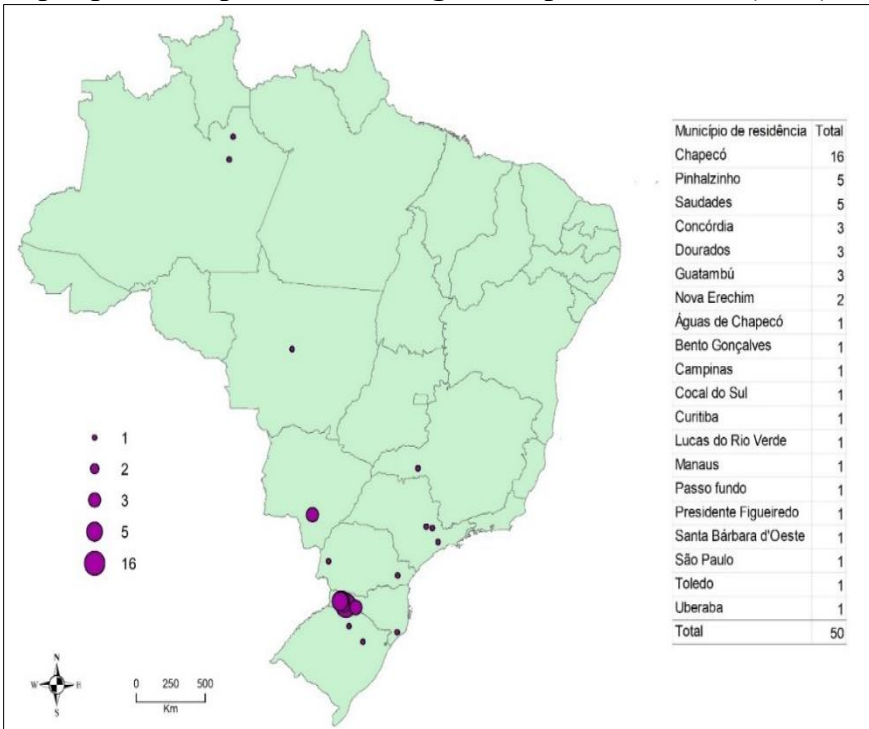 Município de residência Total
Chapecó 16
Pinhalzinho 5
Saudades 5
Concórdia 3
Dourados 3
Guatambú 3
Nova Erechim 2
Águas de Chapecó 1
Bento Gonçalves 1
Campinas 1
Cocal do Sul 1
Curitiba 1
Lucas do Rio Verde 1
Manaus 1
Passo fundo 1
Presidente Figueiredo 1
Santa Bárbara d'Oeste 1
São Paulo 1
Toledo 1
Uberaba 1
Total 50
1
2
3
5
16
N
W E
S
0 250 500
Km